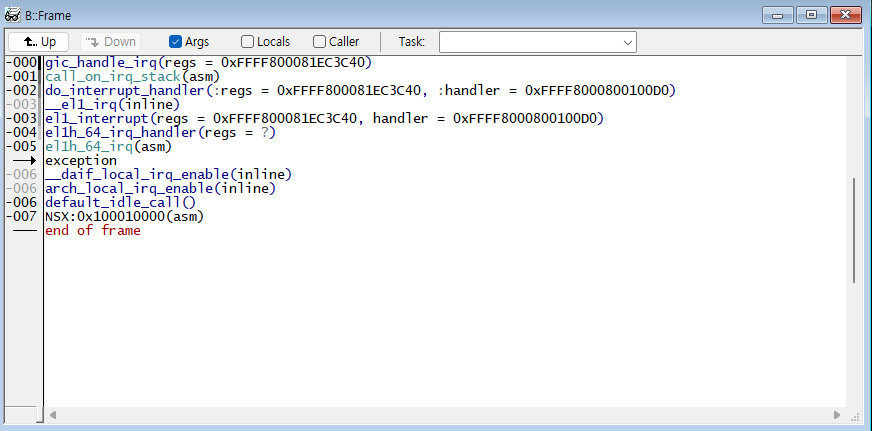 B::Frame
Up Down Args Locals Caller Task:
-000 gic_handle_irq(regs = 0xFFFF800081EC3C40)
-001 call_on_irq_stack(asm)
-002 do_interrupt_handler(:regs = 0xFFFF800081EC3C40, :handler = 0xFFFF8000800100D0)
-003 __el1_irq(inline)
-003 el1_interrupt(regs = 0xFFFF800081EC3C40, handler = 0xFFFF8000800100D0)
-004 el1h_64_irq_handler(regs = ?)
-005 el1h_64_irq(asm)
exception
-006 __daif_local_irq_enable(inline)
-006 arch_local_irq_enable(inline)
-006 default_idle_call()
-007 NSX:0x100010000(asm)
end of frame